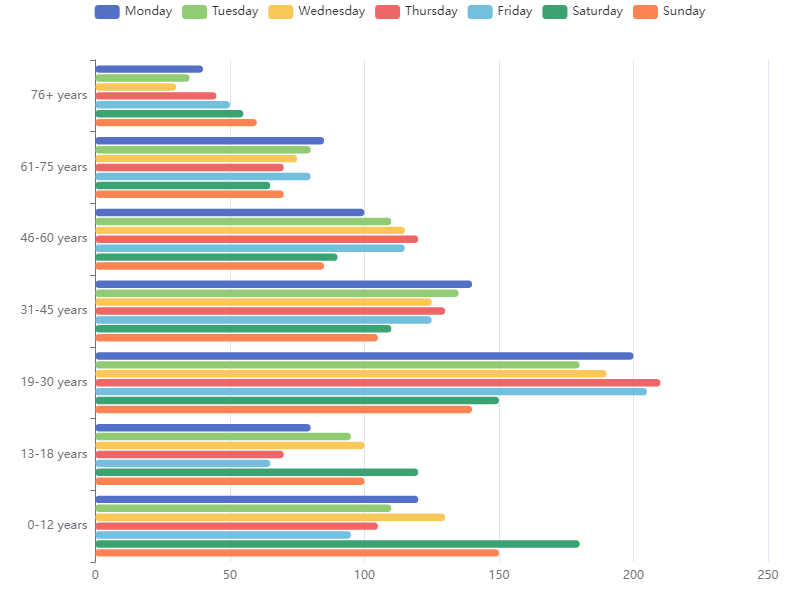 Monday Tuesday Wednesday Thursday Friday Saturday Sunday
76+ years
61-75 years
46-60 years
31-45 years
19-30 years
13-18 years
0-12 years
0 50 100 150 200 250